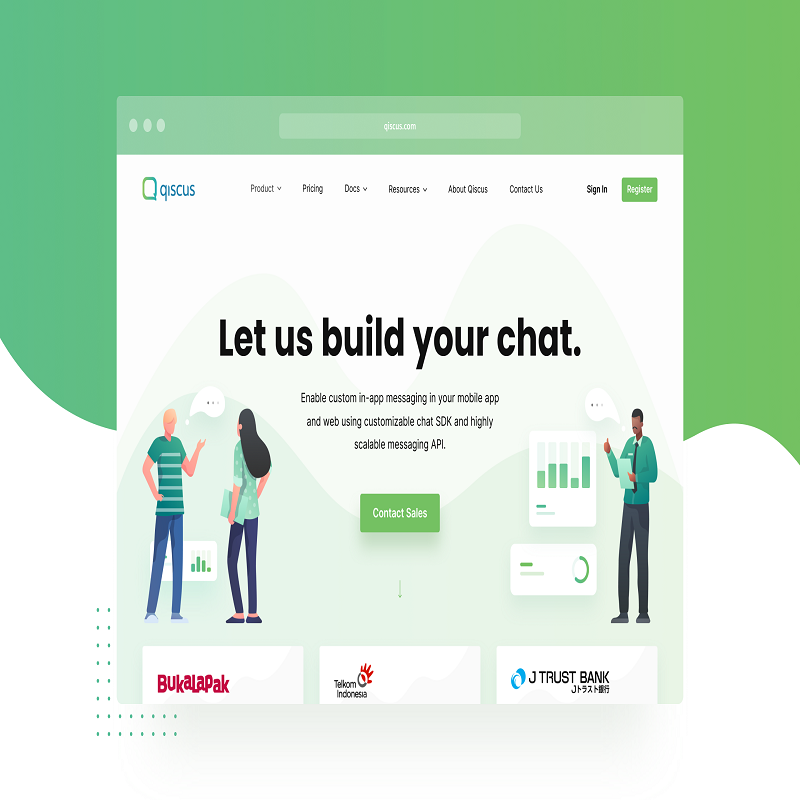 qiscus.com
qiscus
Product Pricing Docs Resources About Qiscus Contact Us Sign In Register
Let us build your chat.
Enable custom in-app messaging in your mobile app
and web using customizable chat SDK and highly
scalable messaging API.
Contact Sales
BukaLapak
Telkom
Indonesia
J TRUST BANK
Jトラスト銀行